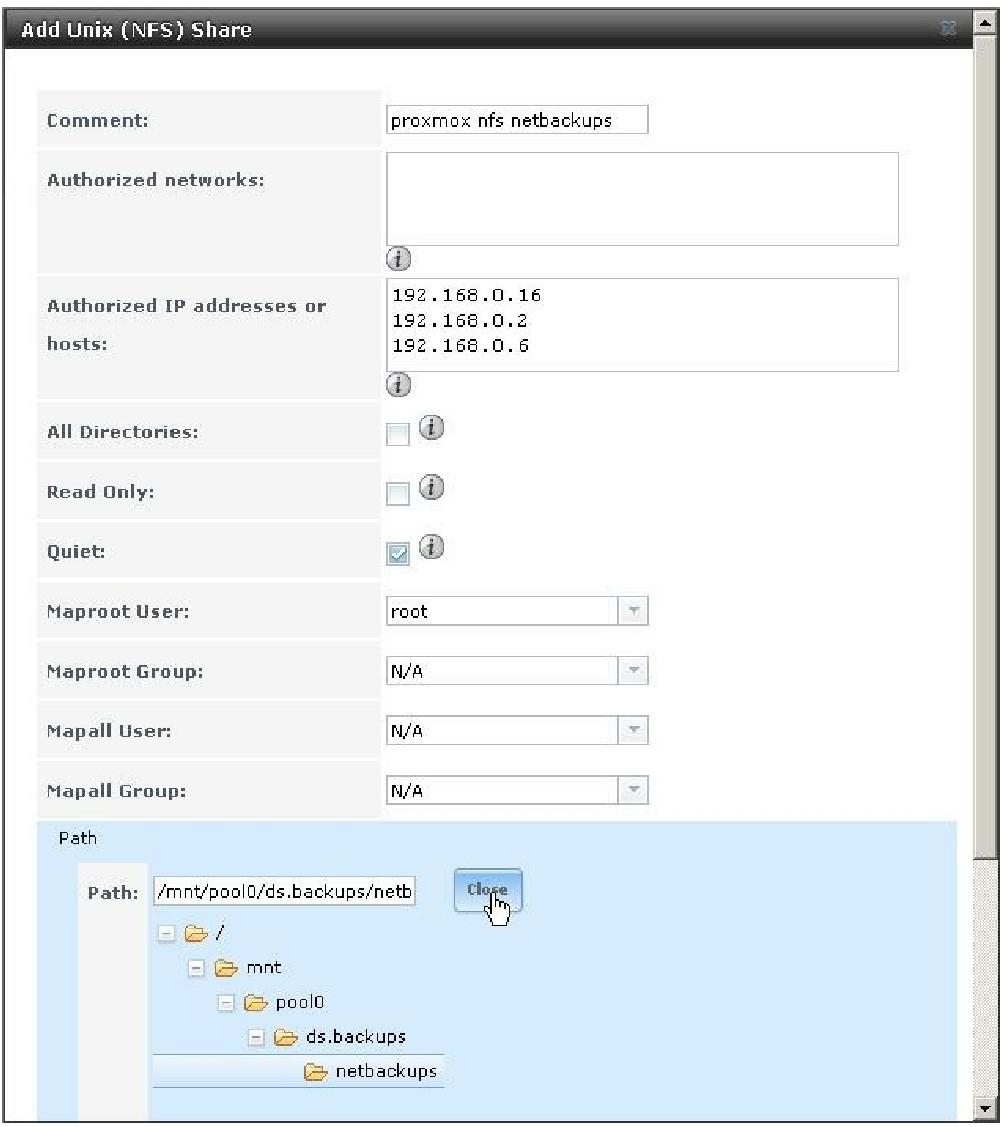 Add Unix (NFS) Share
Comment:
proxmox nfs netbackups
Authorized networks:
Authorized IP addresses or
hosts:
192.168.0.16
192.168.0.2
192.168.0.6
All Directories:
Read Only:
Quiet:
Maproot User:
root
Maproot Group:
N/A
Mapall User:
N/A
Mapall Group:
N/A
Path
Path:
/mnt/pool0/ds.backups/netb
Close
/
mnt
pool0
ds.backups
netbackups